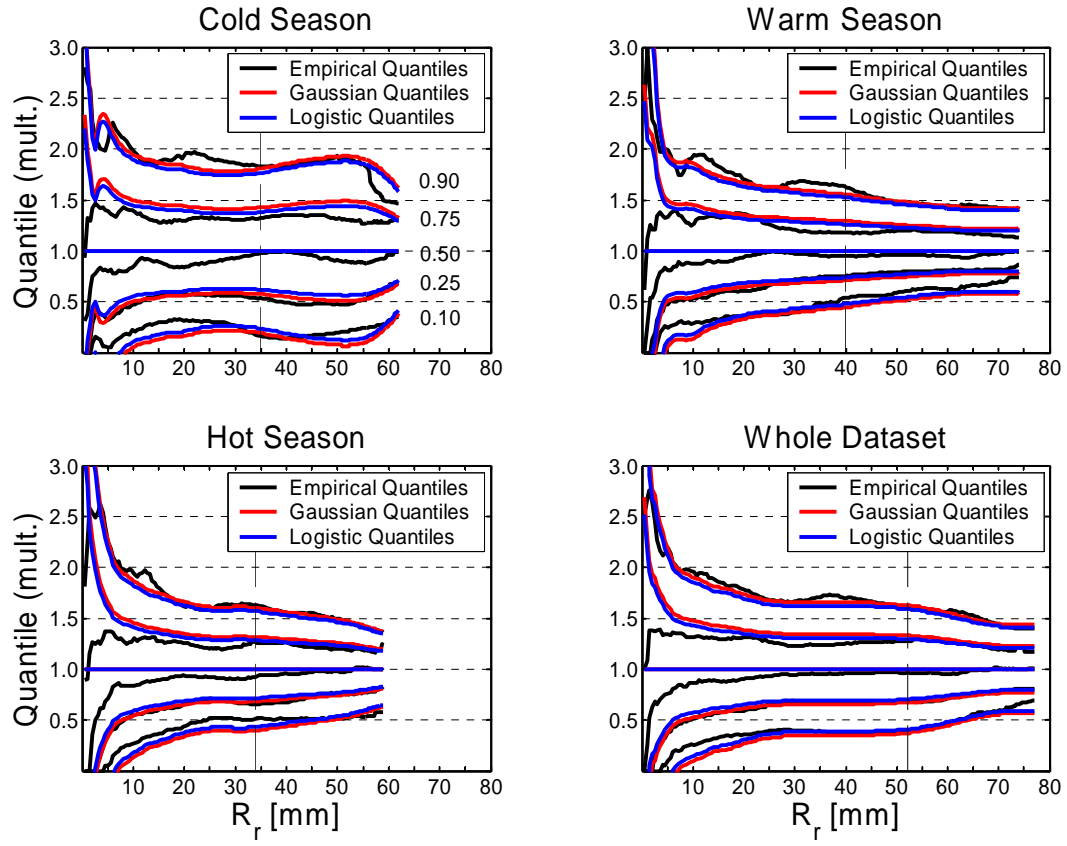 Cold Season
Quantile (mult.)
3.0
2.5
2.0
1.5
1.0
0.5
Empirical Quantiles
Gaussian Quantiles
Logistic Quantiles
0.90
0.75
0.50
0.25
0.10
10 20 30 40 50 60 70 80
Warm Season
3.0
2.5
2.0
1.5
1.0
0.5
Empirical Quantiles
Gaussian Quantiles
Logistic Quantiles
10 20 30 40 50 60 70 80
Hot Season
Quantile (mult.)
3.0
2.5
2.0
1.5
1.0
0.5
Empirical Quantiles
Gaussian Quantiles
Logistic Quantiles
10 20 30 40 50 60 70 80
R_r [mm]
Whole Dataset
3.0
2.5
2.0
1.5
1.0
0.5
Empirical Quantiles
Gaussian Quantiles
Logistic Quantiles
10 20 30 40 50 60 70 80
R_r [mm]